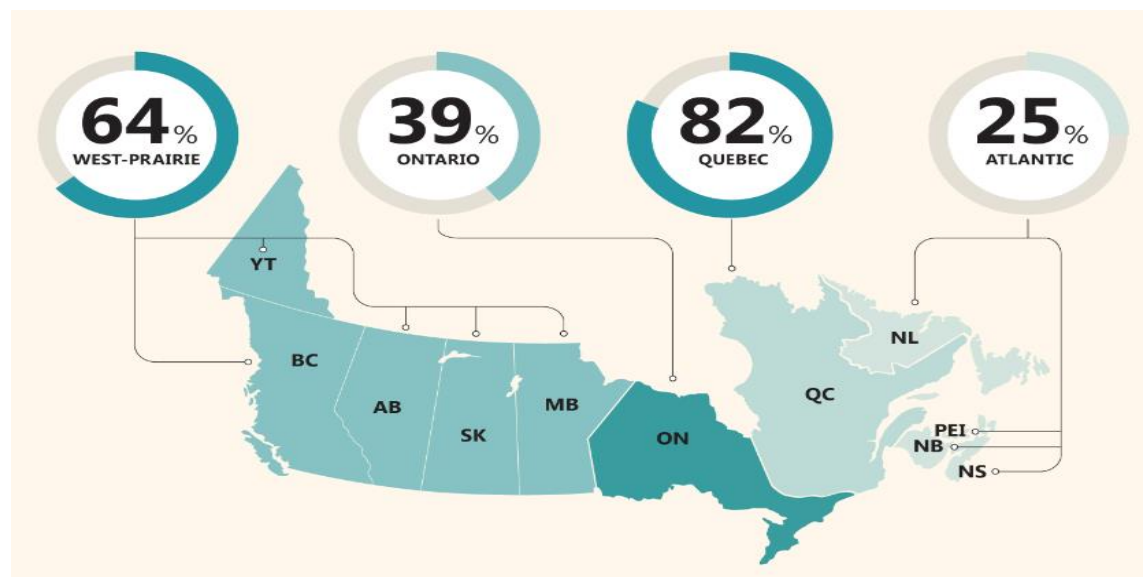 64%
WEST-PRAIRIE
39%
ONTARIO
82%
QUEBEC
25%
ATLANTIC
YT
BC
AB
SK
MB
ON
QC
NL
PEI
NB
NS